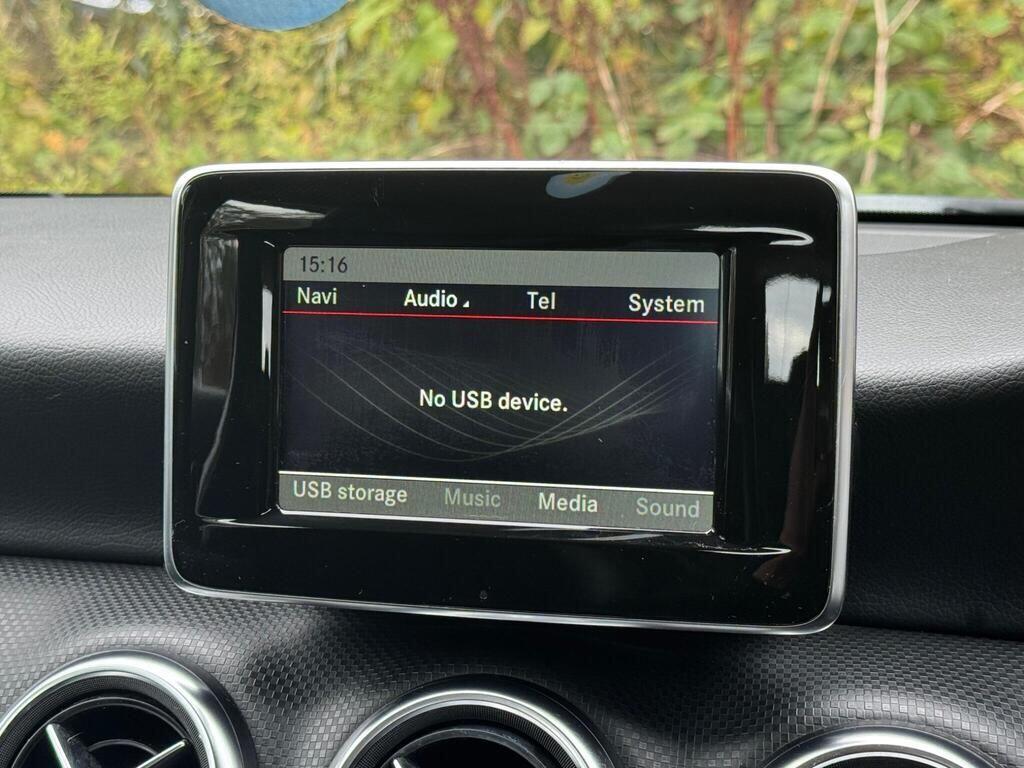 15:16
Navi Audio Tel System
No USB device.
USB storage Music Media Sound